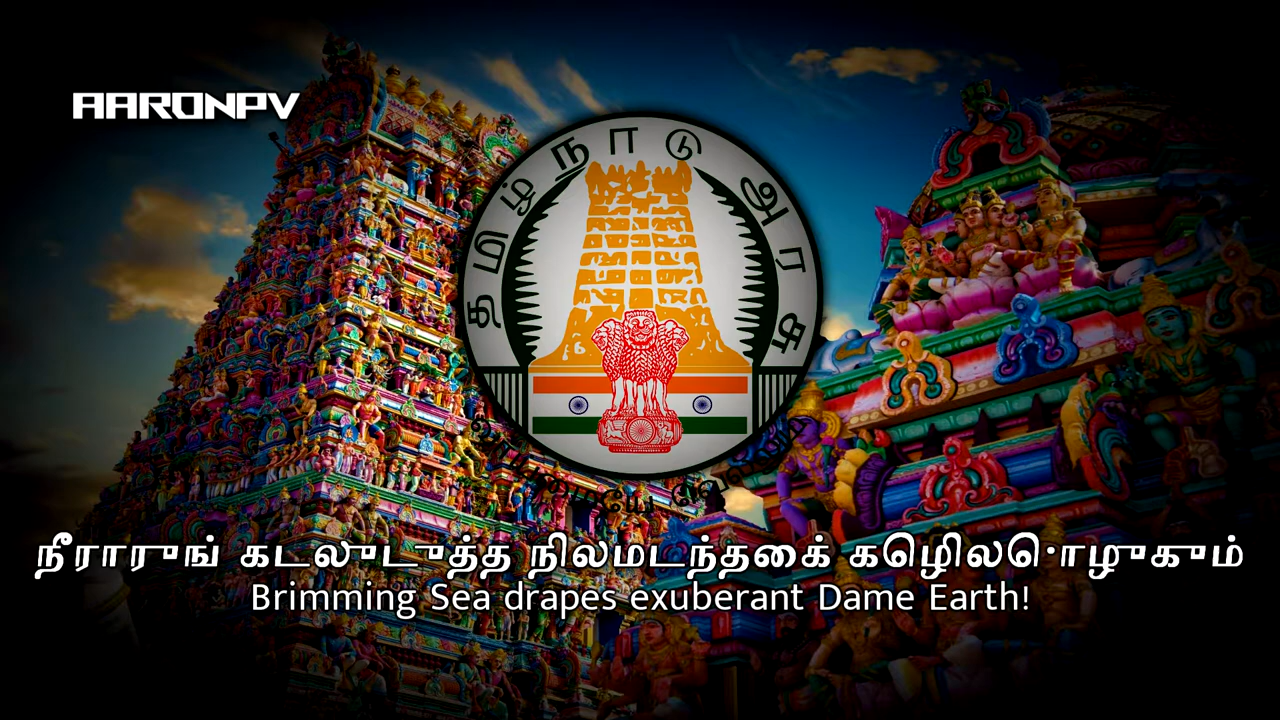 AARONPV
தமிழ்நாடு அரசு
நீராருங் கடலுடுத்த நிலமடந்தைக் கெழிலொழுகும்
Brimming Sea drapes exuberant Dame Earth!